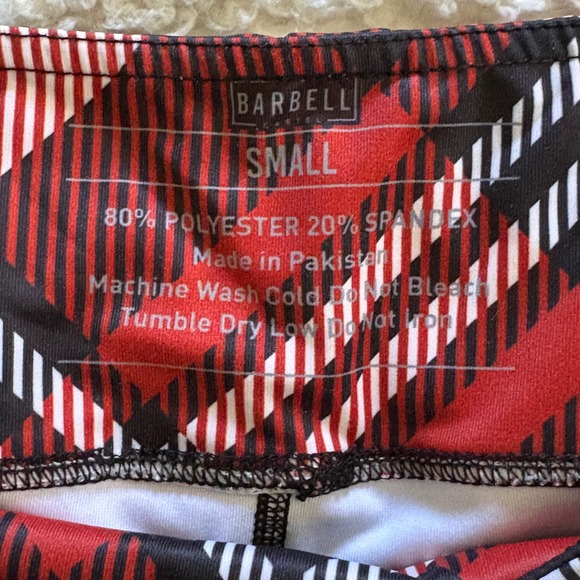 BARBELL
CARTEL
SMALL
80% POLYESTER 20% SPANDEX
Made in Pakistan
Machine Wash Cold Do Not Bleach
Tumble Dry Low Do Not Iron